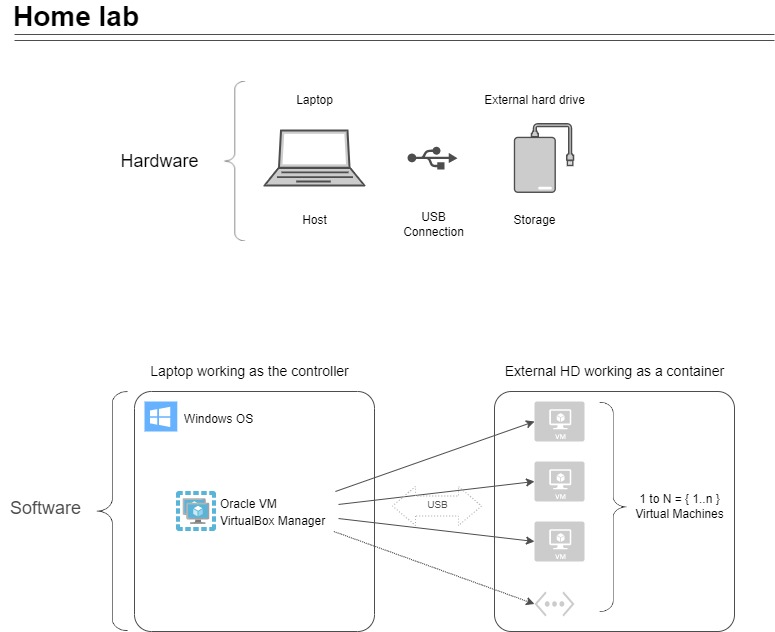 Home lab
Laptop
External hard drive
Hardware
Host
USB
Connection
Storage
Laptop working as the controller
External HD working as a container
Windows OS
VM
VM
Software
Oracle VM
VirtualBox Manager
USB
1 to N = { 1..n }
Virtual Machines
VM